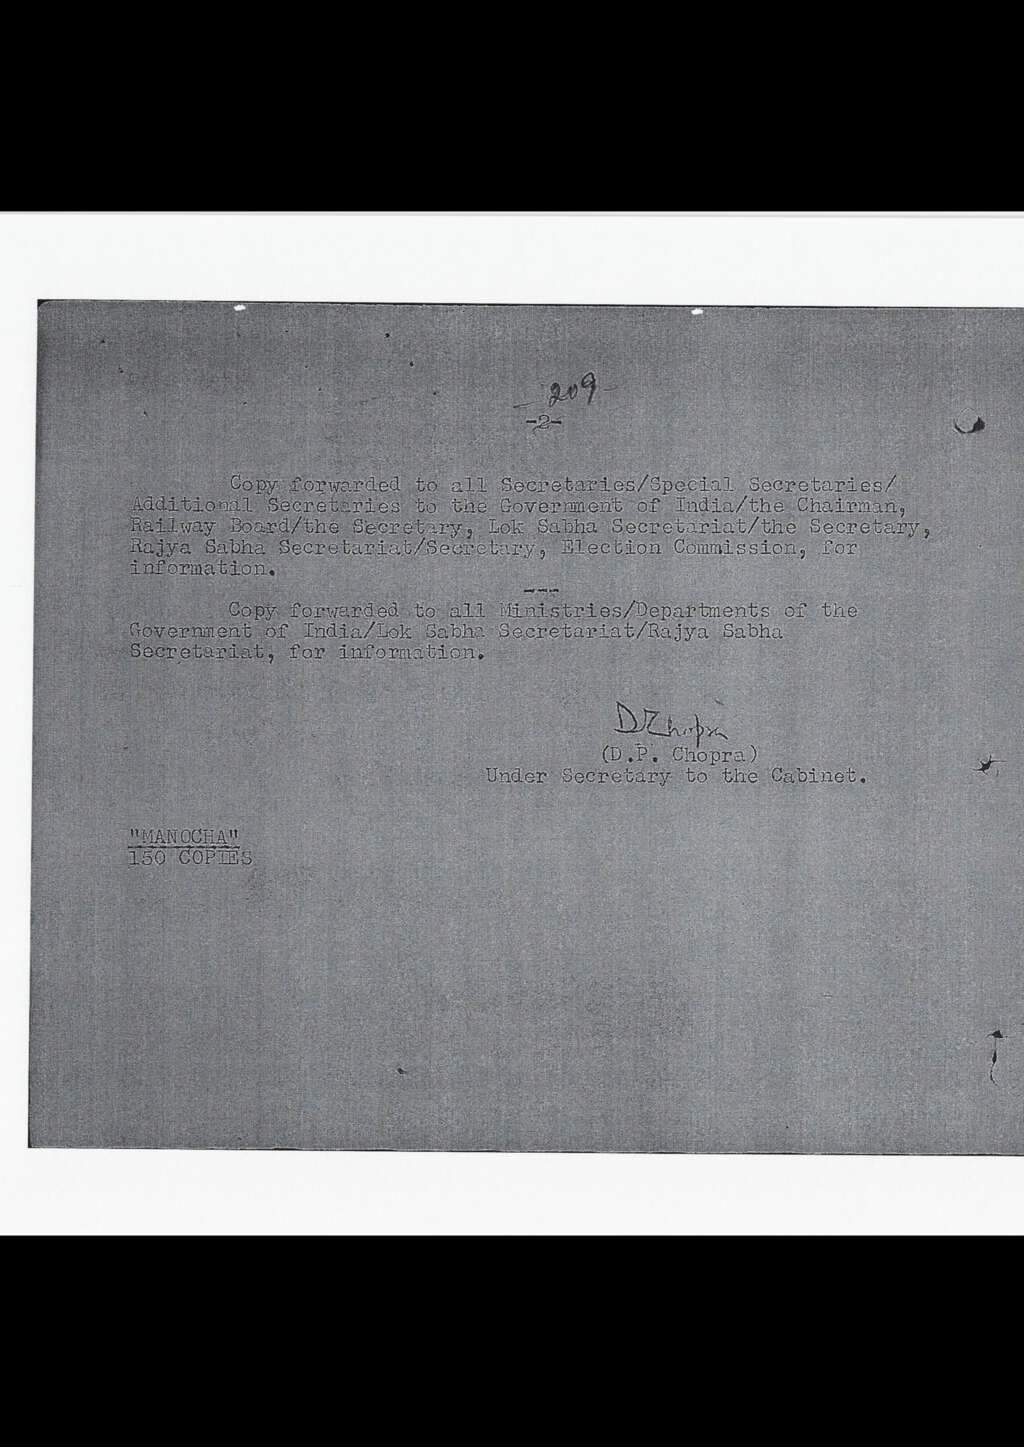 209
-2-
Copy forwarded to all Secretaries/Special Secretaries/
Additional Secretaries to the Government of India/the Chairman,
Railway Board/the Secretary, Lok Sabha Secretariat/the Secretary,
Rajya Sabha Secretariat/Secretary, Election Commission, for
information.
---
Copy forwarded to all Ministries/Departments of the
Government of India/Lok Sabha Secretariat/Rajya Sabha
Secretariat, for information.
DPChopra
(D.P. Chopra)
Under Secretary to the Cabinet.
"MANOCHA"
150 COPIES